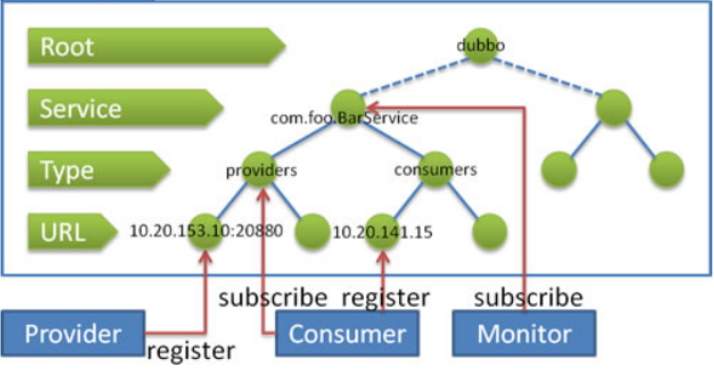 Root
dubbo
Service
com.foo.BarService
Type
providers
consumers
URL
10.20.153.10:20880
10.20.141.15
subscribe
register
subscribe
Provider
register
Consumer
Monitor